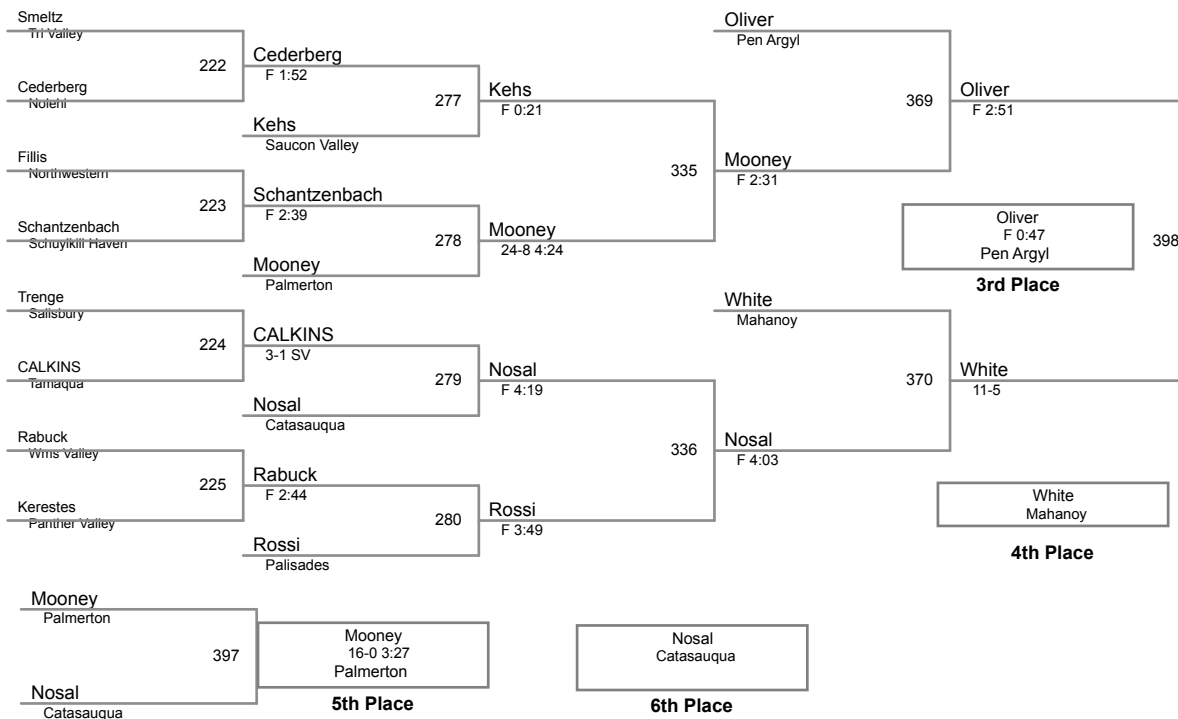 Smeltz
Tri Valley
222
Cederberg
Nolehi
Cederberg
F 1:52
277
Kehs
Saucon Valley
Fillis
Northwestern
223
Schantzenbach
Schuylkill Haven
Schantzenbach
F 2:39
278
Mooney
Palmerton
Kehs
F 0:21
335
Mooney
24-8 4:24
Trenge
Salisbury
224
CALKINS
Tamaqua
CALKINS
3-1 SV
279
Nosal
Catasauqua
Rabuck
Wms Valley
225
Kerestes
Panther Valley
Rabuck
F 2:44
280
Rossi
Palisades
Nosal
F 4:19
336
Rossi
F 3:49
Oliver
Pen Argyl
369
Mooney
F 2:31
Oliver
F 2:51
Oliver
F 0:47
Pen Argyl
398
3rd Place
White
Mahanoy
370
Nosal
F 4:03
White
11-5
White
Mahanoy
4th Place
Mooney
Palmerton
397
Nosal
Catasauqua
Mooney
16-0 3:27
Palmerton
5th Place
Nosal
Catasauqua
6th Place